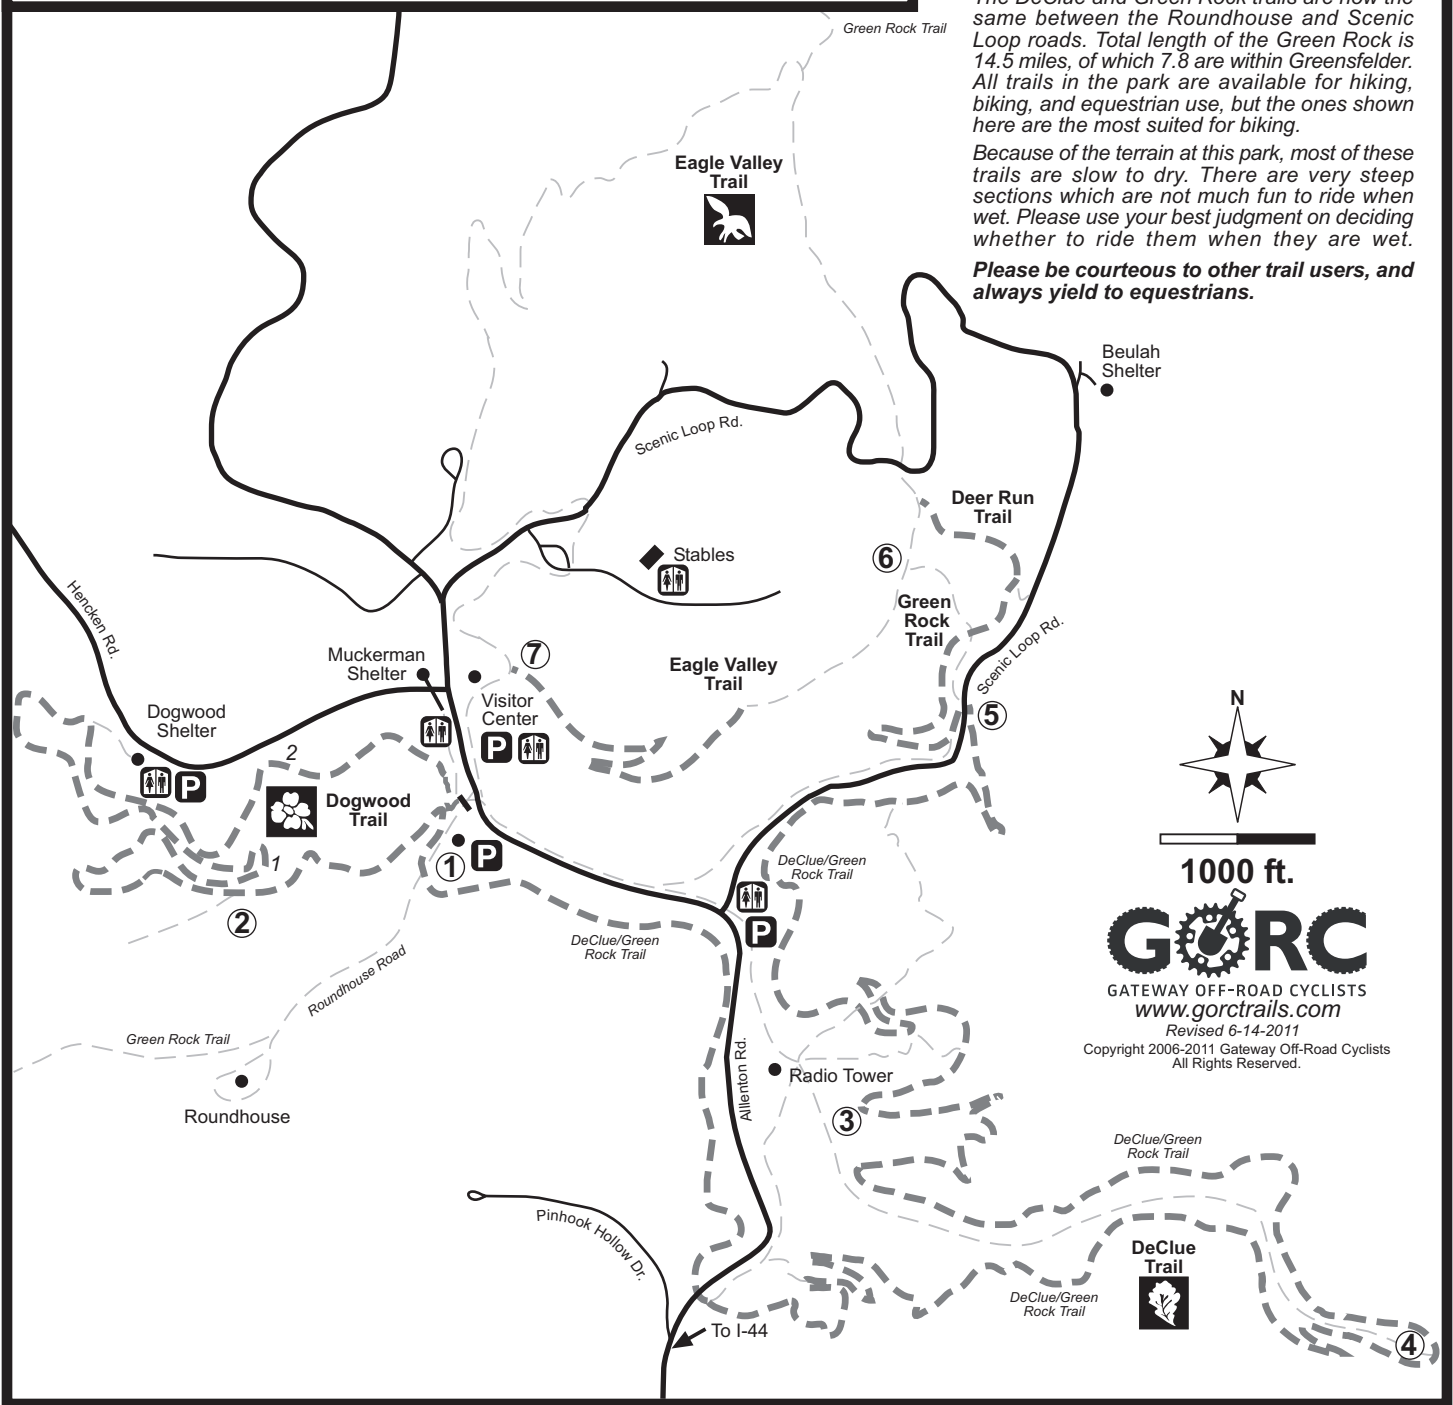 Green Rock Trail
The DeClue and Green Rock trails are now the
same between the Roundhouse and Scenic
Loop roads. Total length of the Green Rock is
14.5 miles, of which 7.8 are within Greensfelder.
All trails in the park are available for hiking,
biking, and equestrian use, but the ones shown
here are the most suited for biking.
Because of the terrain at this park, most of these
trails are slow to dry. There are very steep
sections which are not much fun to ride when
wet. Please use your best judgment on deciding
whether to ride them when they are wet.
Please be courteous to other trail users, and
always yield to equestrians.
Eagle Valley
Trail
Beulah
Shelter
Scenic Loop Rd.
Deer Run
Trail
Stables
6
Green
Rock
Trail
Hencken Rd.
Scenic Loop Rd.
Muckerman
Shelter
7
Eagle Valley
Trail
Visitor
Center
P
5
N
Dogwood
Shelter
P
2
Dogwood
Trail
1
1
P
2
DeClue/Green
Rock Trail
P
1000 ft.
GORC
GATEWAY OFF-ROAD CYCLISTS
www.gorctrails.com
Revised 6-14-2011
Copyright 2006-2011 Gateway Off-Road Cyclists
All Rights Reserved.
DeClue/Green
Rock Trail
Roundhouse Road
Green Rock Trail
Roundhouse
Alllenton Rd.
Radio Tower
3
DeClue/Green
Rock Trail
Pinhook Hollow Dr.
DeClue
Trail
DeClue/Green
Rock Trail
To I-44
4